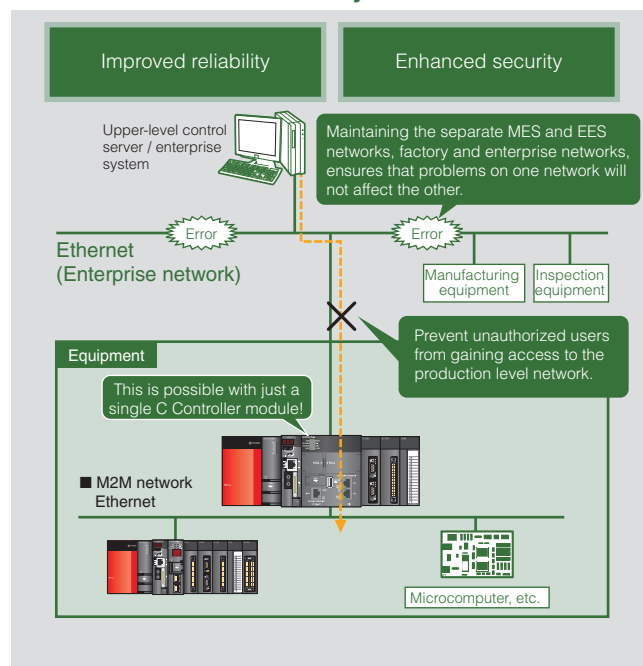 Improved reliability
Enhanced security
Upper-level control
server / enterprise
system
Maintaining the separate MES and EES
networks, factory and enterprise networks,
ensures that problems on one network will
not affect the other.
Error
Error
Ethernet
(Enterprise network)
Manufacturing
equipment
Inspection
equipment
Prevent unauthorized users
from gaining access to the
production level network.
Equipment
This is possible with just a
single C Controller module!
■ M2M network
Ethernet
Microcomputer, etc.